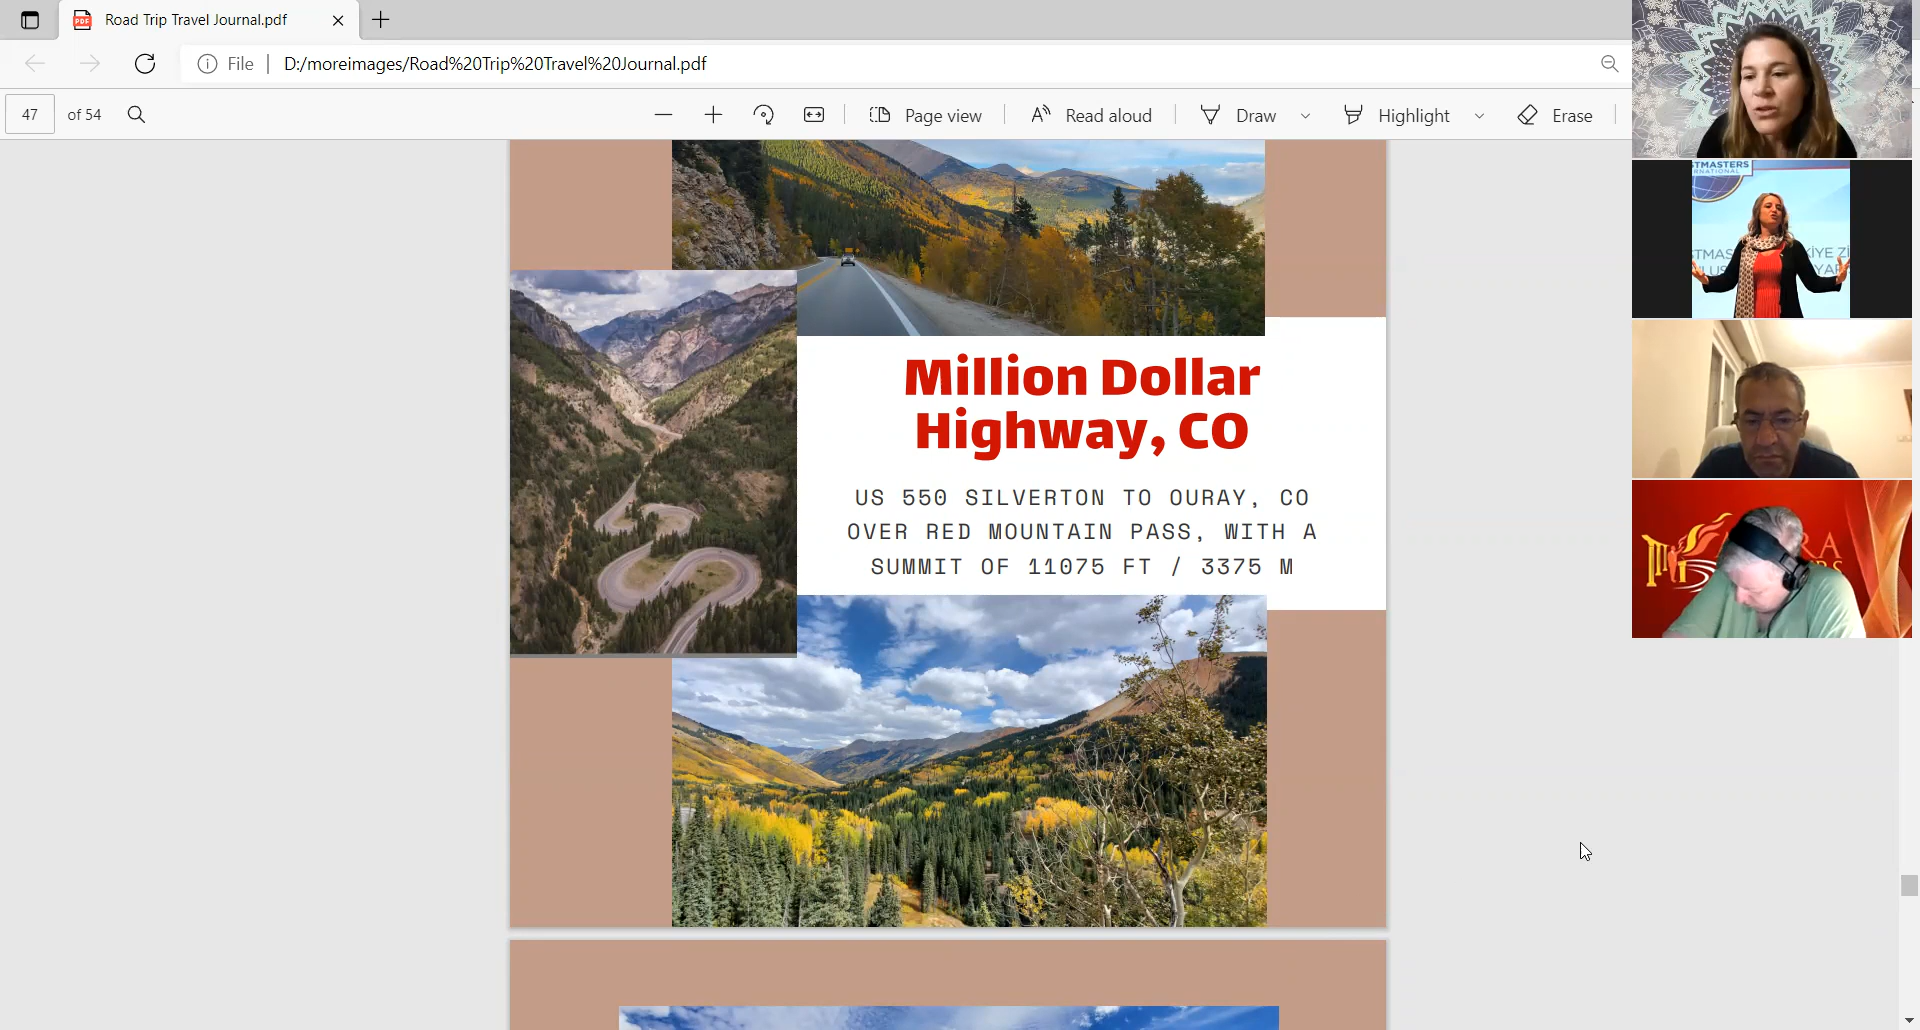 Road Trip Travel Journal.pdf
File
D:/moreimages/Road%20Trip%20Travel%20Journal.pdf
47
of 54
Page view
Read aloud
Draw
Highlight
Erase
Million Dollar
Highway, CO
US 550 SILVERTON TO OURAY, CO
OVER RED MOUNTAIN PASS, WITH A
SUMMIT OF 11075 FT / 3375 M
TMASTERS
RNATIONAL